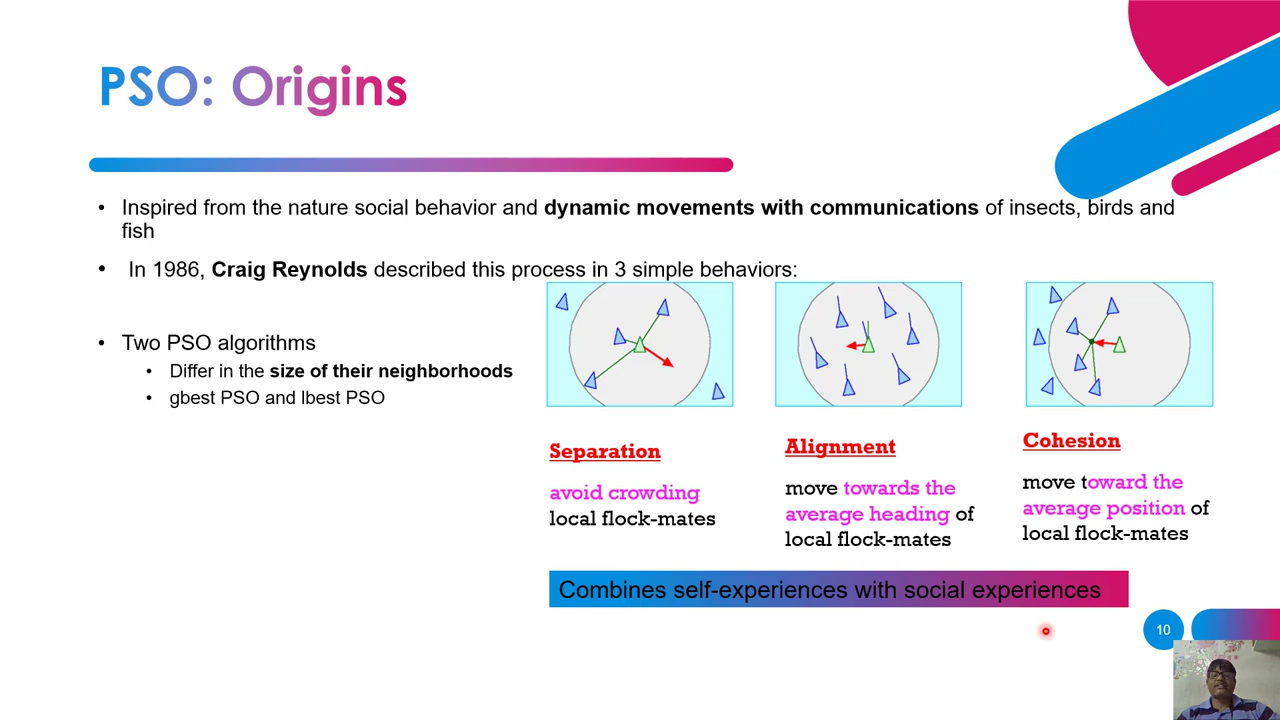 PSO: Origins
• Inspired from the nature social behavior and dynamic movements with communications of insects, birds and
fish
• In 1986, Craig Reynolds described this process in 3 simple behaviors:
• Two PSO algorithms
• Differ in the size of their neighborhoods
• gbest PSO and lbest PSO
Separation
avoid crowding
local flock-mates
Alignment
move towards the
average heading of
local flock-mates
Cohesion
move toward the
average position of
local flock-mates
Combines self-experiences with social experiences
10